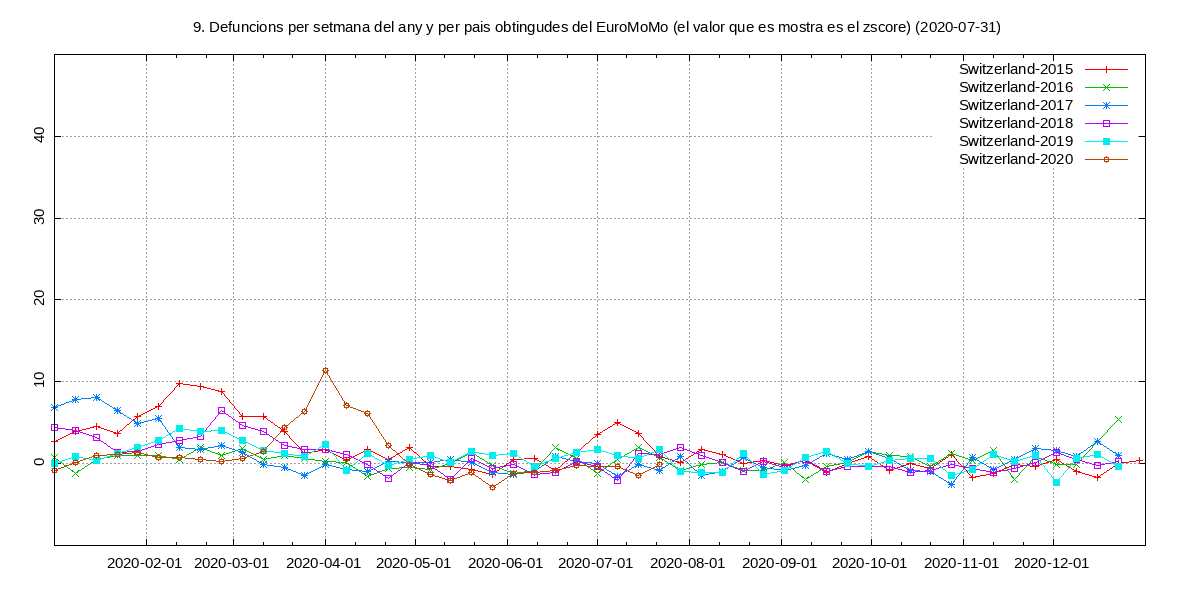 9. Defuncions per setmana del any y per pais obtingudes del EuroMoMo (el valor que es mostra es el zscore) (2020-07-31)
Switzerland-2015
Switzerland-2016
Switzerland-2017
Switzerland-2018
Switzerland-2019
Switzerland-2020
40
30
20
10
0
2020-02-01 2020-03-01 2020-04-01 2020-05-01 2020-06-01 2020-07-01 2020-08-01 2020-09-01 2020-10-01 2020-11-01 2020-12-01